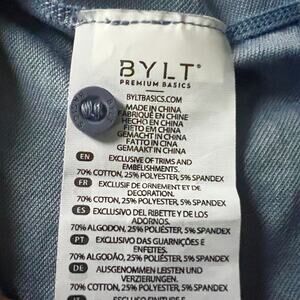 BYLT®
PREMIUM BASICS
BYLTBASICS.COM
MADE IN CHINA
FABRIQUÉ EN CHINE
HECHO EN CHINA
FIETO EM CHINA
GEMACHT IN CHINA
FATTO IN CINA
GEMAAKT IN CHINA
EN EXCLUSIVE OF TRIMS AND
EMBELISHMENTS.
70% COTTON, 25% POLYESTER, 5% SPANDEX
FR EXCLUSIF DE ORNEMENT ET DE
DECORATION.
70% COTON, 25% POLYESTER, 5% SPANDEX
ES EXCLUSIVO DEL RIBETTE Y DE LOS
ADORNOS.
70% ALGODON, 25% POLIÉSTER, 5% SPANDEX
PT EXCLUSIVO DAS GUARNIÇÕES E
ENFEITES.
70% ALGODÃO, 25% POLIÉSTER, 5% SPANDEX
DE AUSGENOMMEN LEISTEN UND
VERZIERUNGEN.
70% COTTON, 25% POLYESTER, 5% SPANDEX